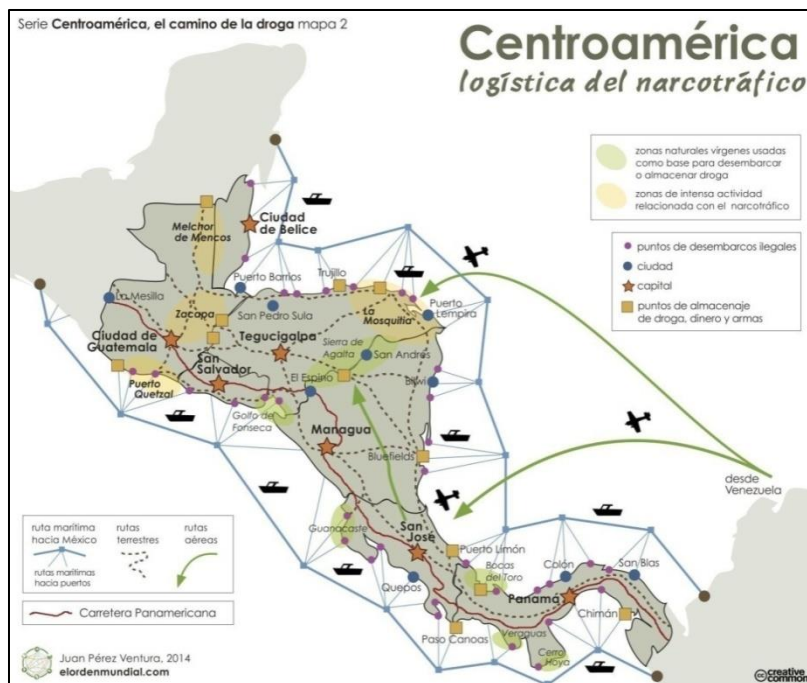 Serie Centroamérica, el camino de la droga mapa 2
Centroamérica
logística del narcotráfico
zonas naturales vírgenes usadas
como base para desembarcar
o almacenar droga
zonas de intensa actividad
relacionada con el narcotráfico
puntos de desembarcos ilegales
ciudad
capital
puntos de almacenaje
de droga, dinero y armas
Melchor
de Mencos
Ciudad
de Belice
Puerto Barrios
Trujillo
La Mesilla
Zacapa
San Pedro Sula
La
Mosquitia
Puerto
Lempira
Ciudad de
Guatemala
Tegucigalpa
Sierra de
Agalta
San Andrés
San
Salvador
El Espino
Bilwi
Puerto
Quetzal
Golfo de
Fonseca
Managua
Bluefields
desde
Venezuela
Guanacaste
San
José
Puerto Limón
Bocas
del Toro
Colón
San Blas
Quepos
Panamá
Chimán
Paso Canoas
Veraguas
Cerro
Hoya
ruta marítima
hacia México
rutas
terrestres
rutas
aéreas
rutas marítimas
hacia puertos
Carretera Panamericana
Juan Pérez Ventura, 2014
elordenmundial.com
cc creative
commons